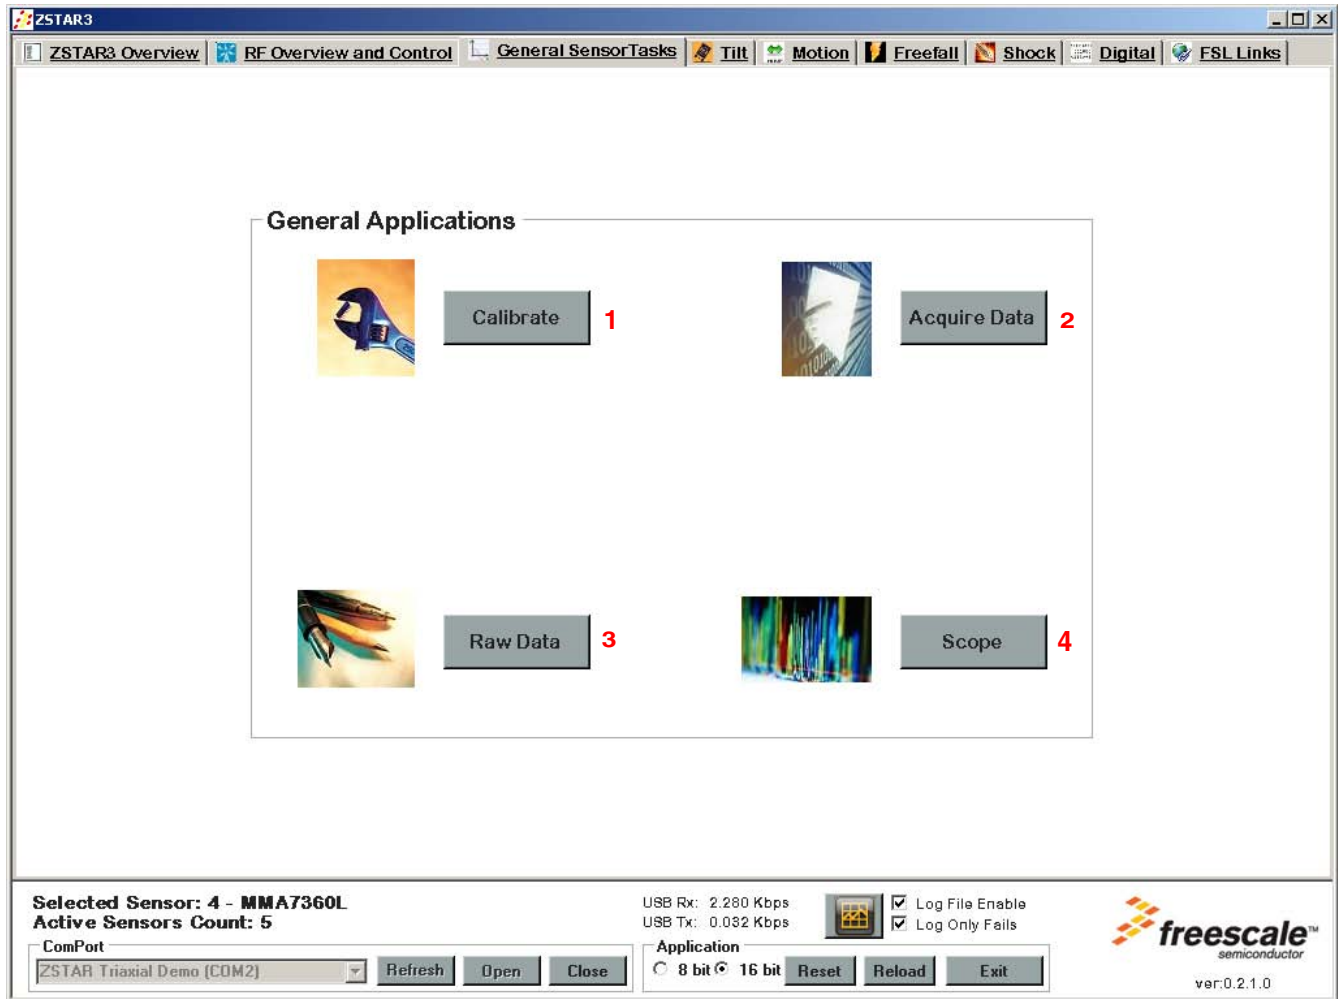 ZSTAR3
ZSTAR3 Overview RF Overview and Control General SensorTasks Tilt Motion Freefall Shock Digital FSL Links
General Applications
Calibrate 1
Acquire Data 2
Raw Data 3
Scope 4
Selected Sensor: 4 - MMA7360L
Active Sensors Count: 5
ComPort
ZSTAR Triaxial Demo (COM2) Refresh Open Close
USB Rx: 2.280 Kbps
USB Tx: 0.032 Kbps
Log File Enable
Log Only Fails
Application
8 bit 16 bit Reset Reload Exit
freescale™
semiconductor
ver:0.2.1.0